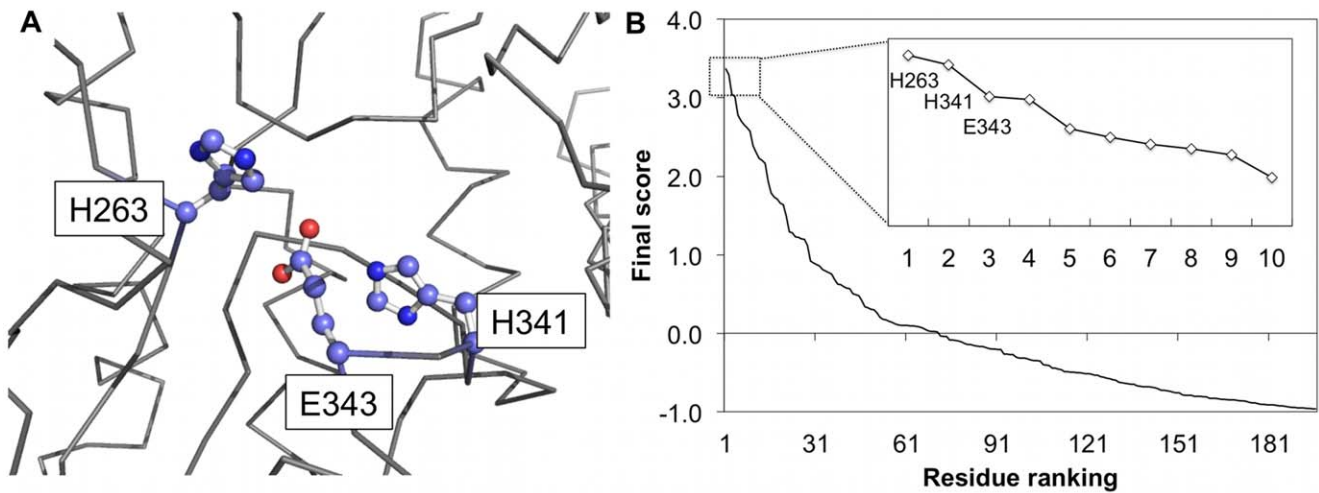 A
H263
H341
E343
B
Final score
4.0
3.0
2.0
1.0
0.0
-1.0
H263
H341
E343
1 2 3 4 5 6 7 8 9 10
1 31 61 91 121 151 181
Residue ranking